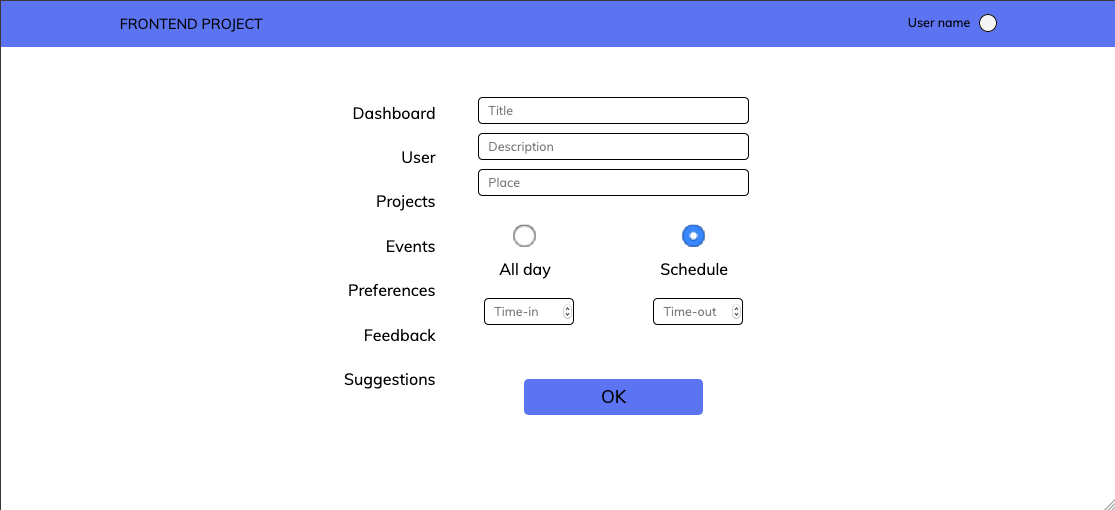 FRONTEND PROJECT
User name
Dashboard
User
Projects
Events
Preferences
Feedback
Suggestions
Title
Description
Place
All day
Schedule
Time-in
Time-out
OK